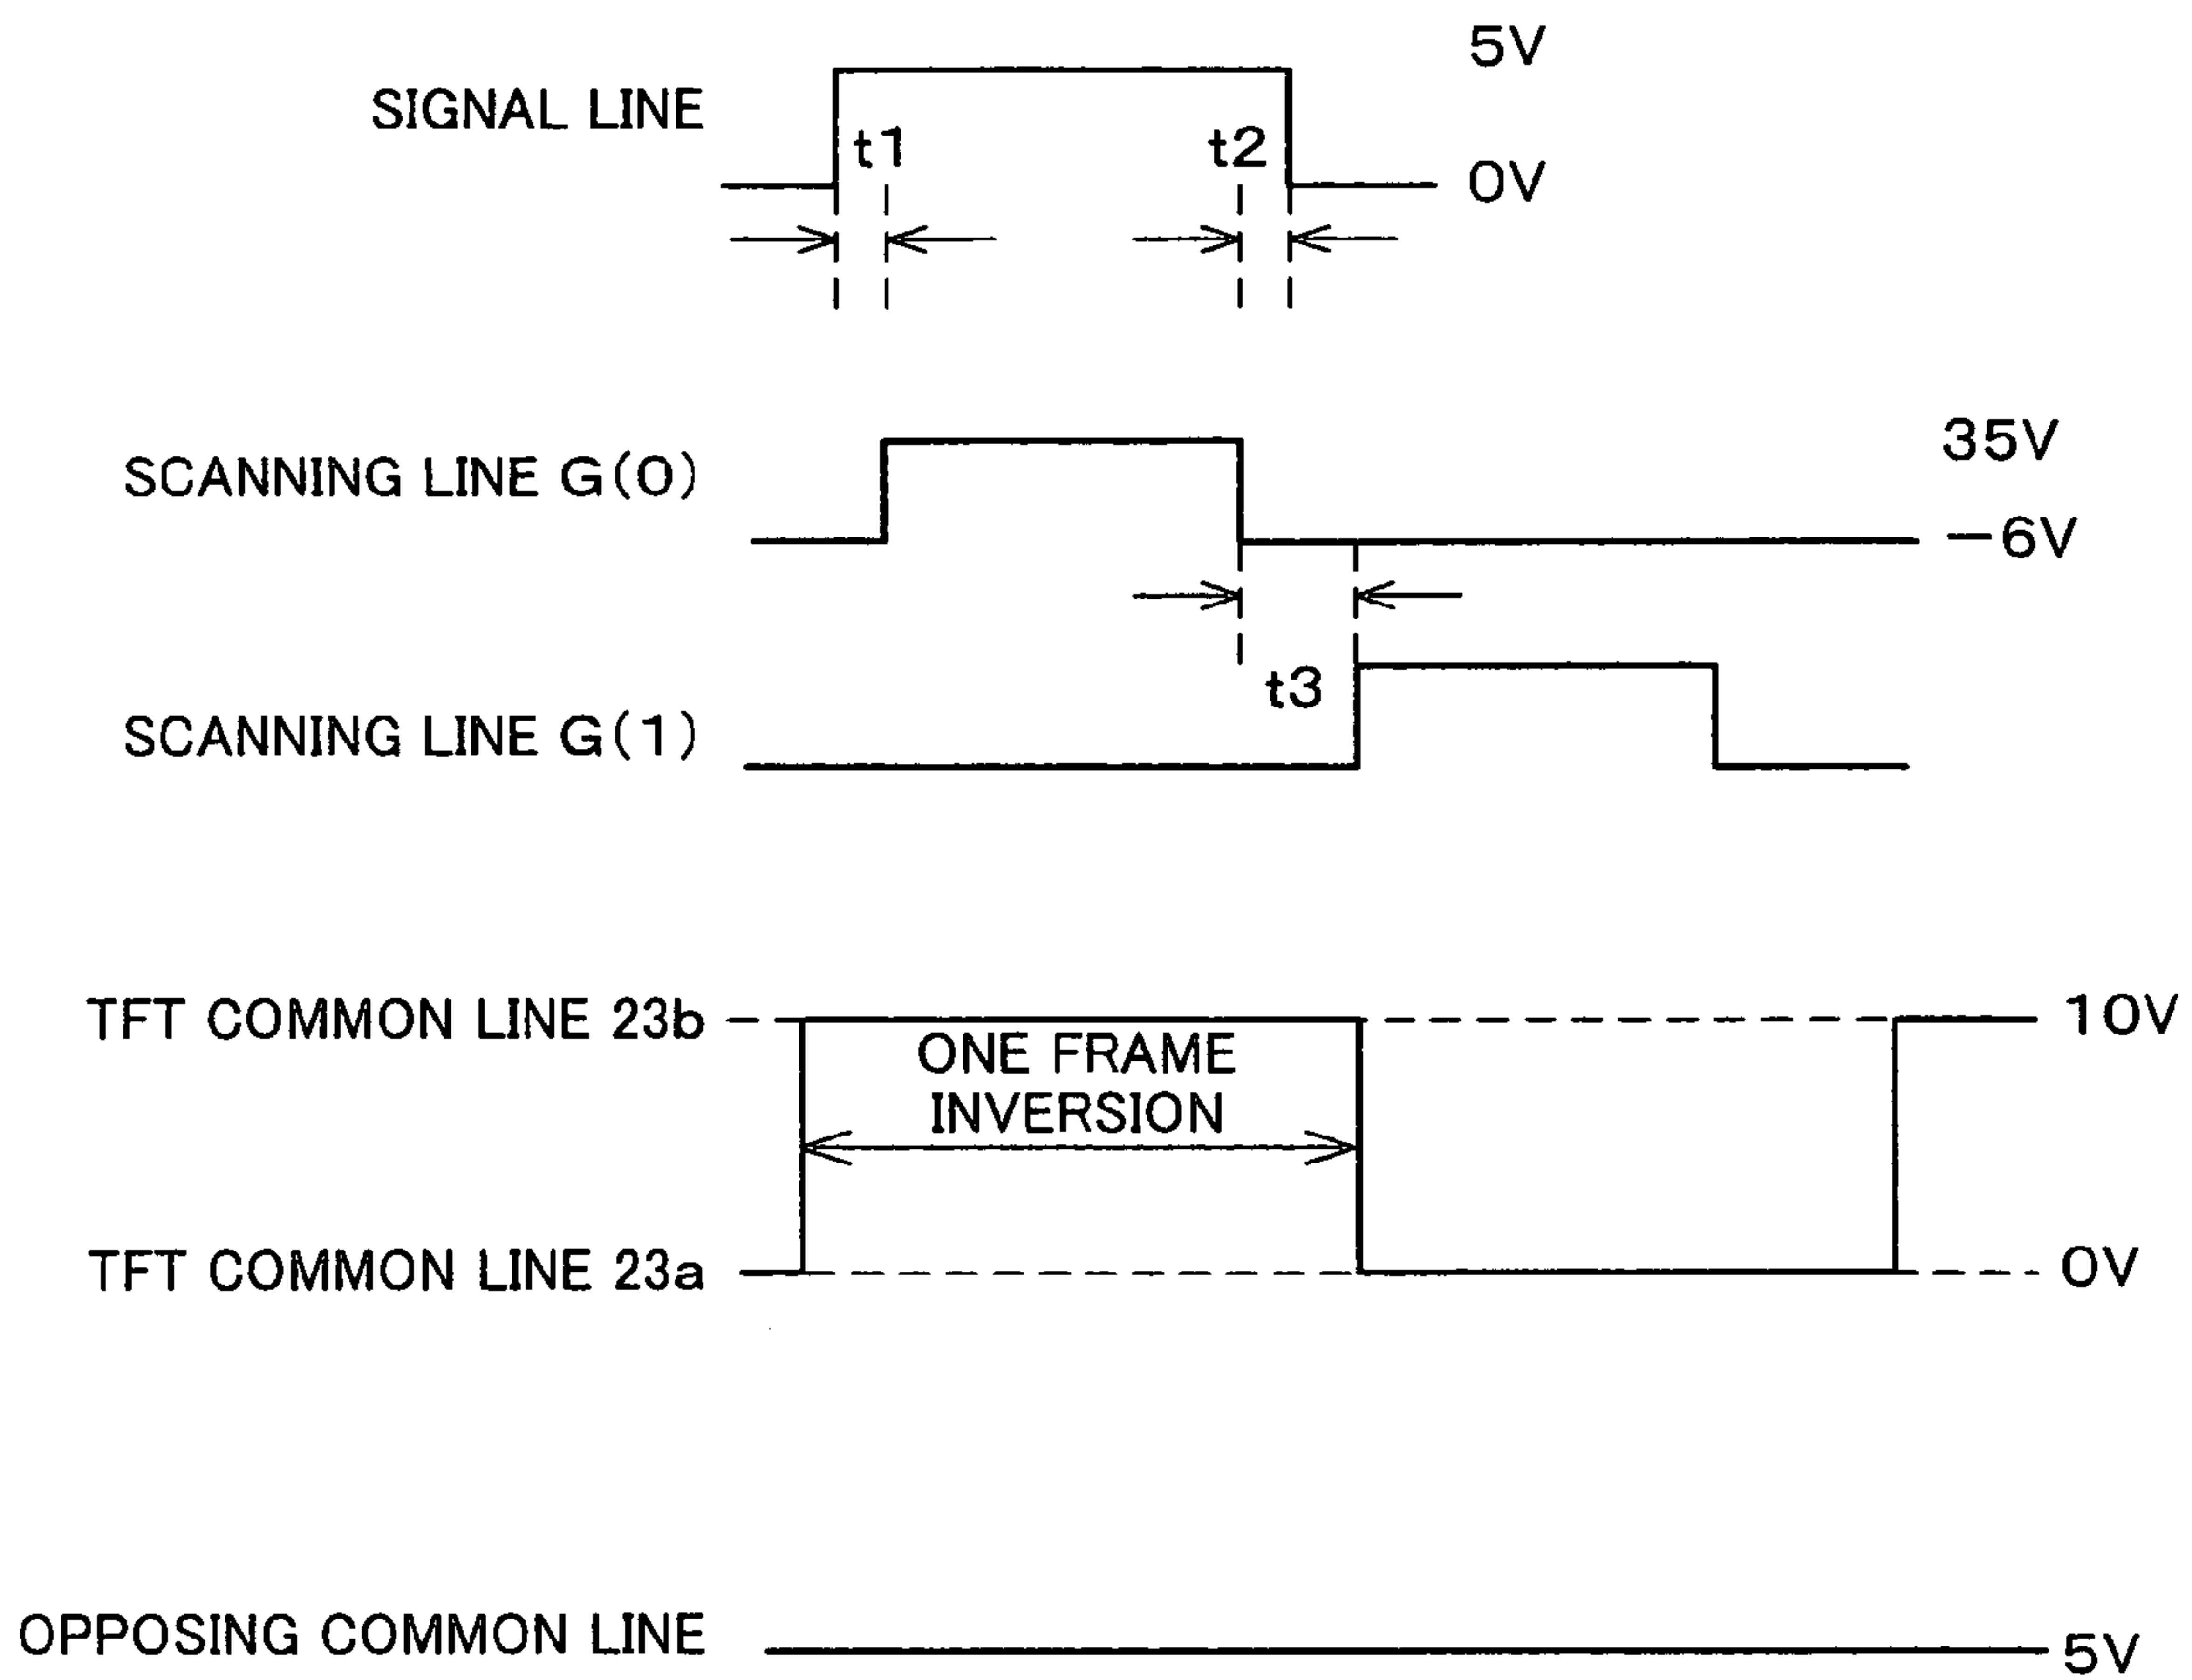 5V
SIGNAL LINE
t1
t2
0V
35V
SCANNING LINE G(0)
−6V
t3
SCANNING LINE G(1)
TFT COMMON LINE 23b
10V
ONE FRAME
INVERSION
TFT COMMON LINE 23a
0V
OPPOSING COMMON LINE
5V